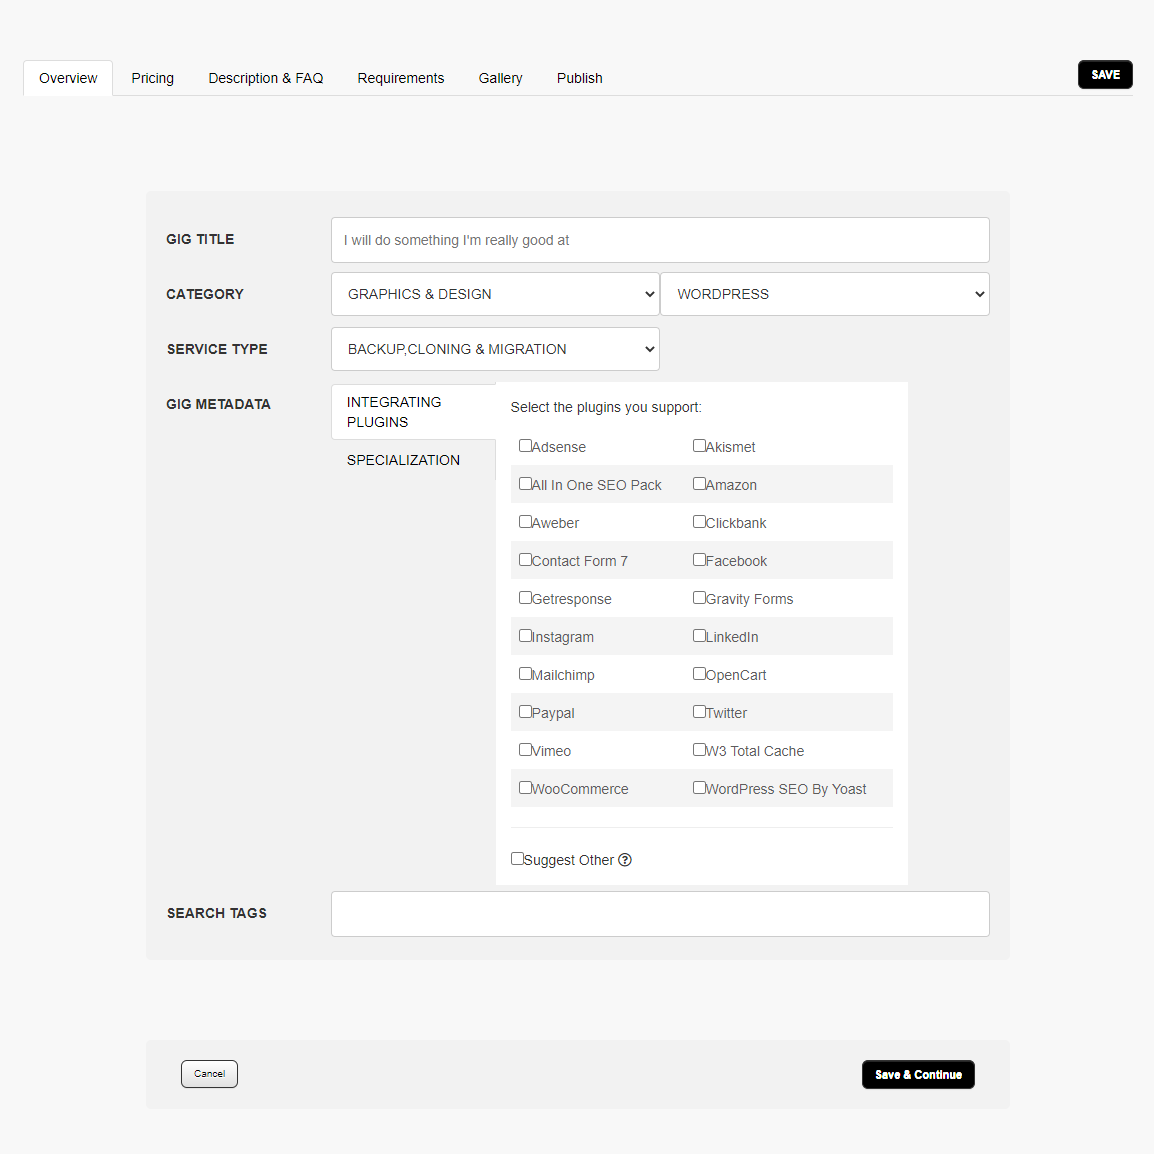 Overview Pricing Description & FAQ Requirements Gallery Publish SAVE
GIG TITLE I will do something I'm really good at
CATEGORY GRAPHICS & DESIGN WORDPRESS
SERVICE TYPE BACKUP,CLONING & MIGRATION
GIG METADATA
INTEGRATING
PLUGINS
SPECIALIZATION
Select the plugins you support:
Adsense Akismet
All In One SEO Pack Amazon
Aweber Clickbank
Contact Form 7 Facebook
Getresponse Gravity Forms
Instagram LinkedIn
Mailchimp OpenCart
Paypal Twitter
Vimeo W3 Total Cache
WooCommerce WordPress SEO By Yoast
Suggest Other ?
SEARCH TAGS
Cancel Save & Continue